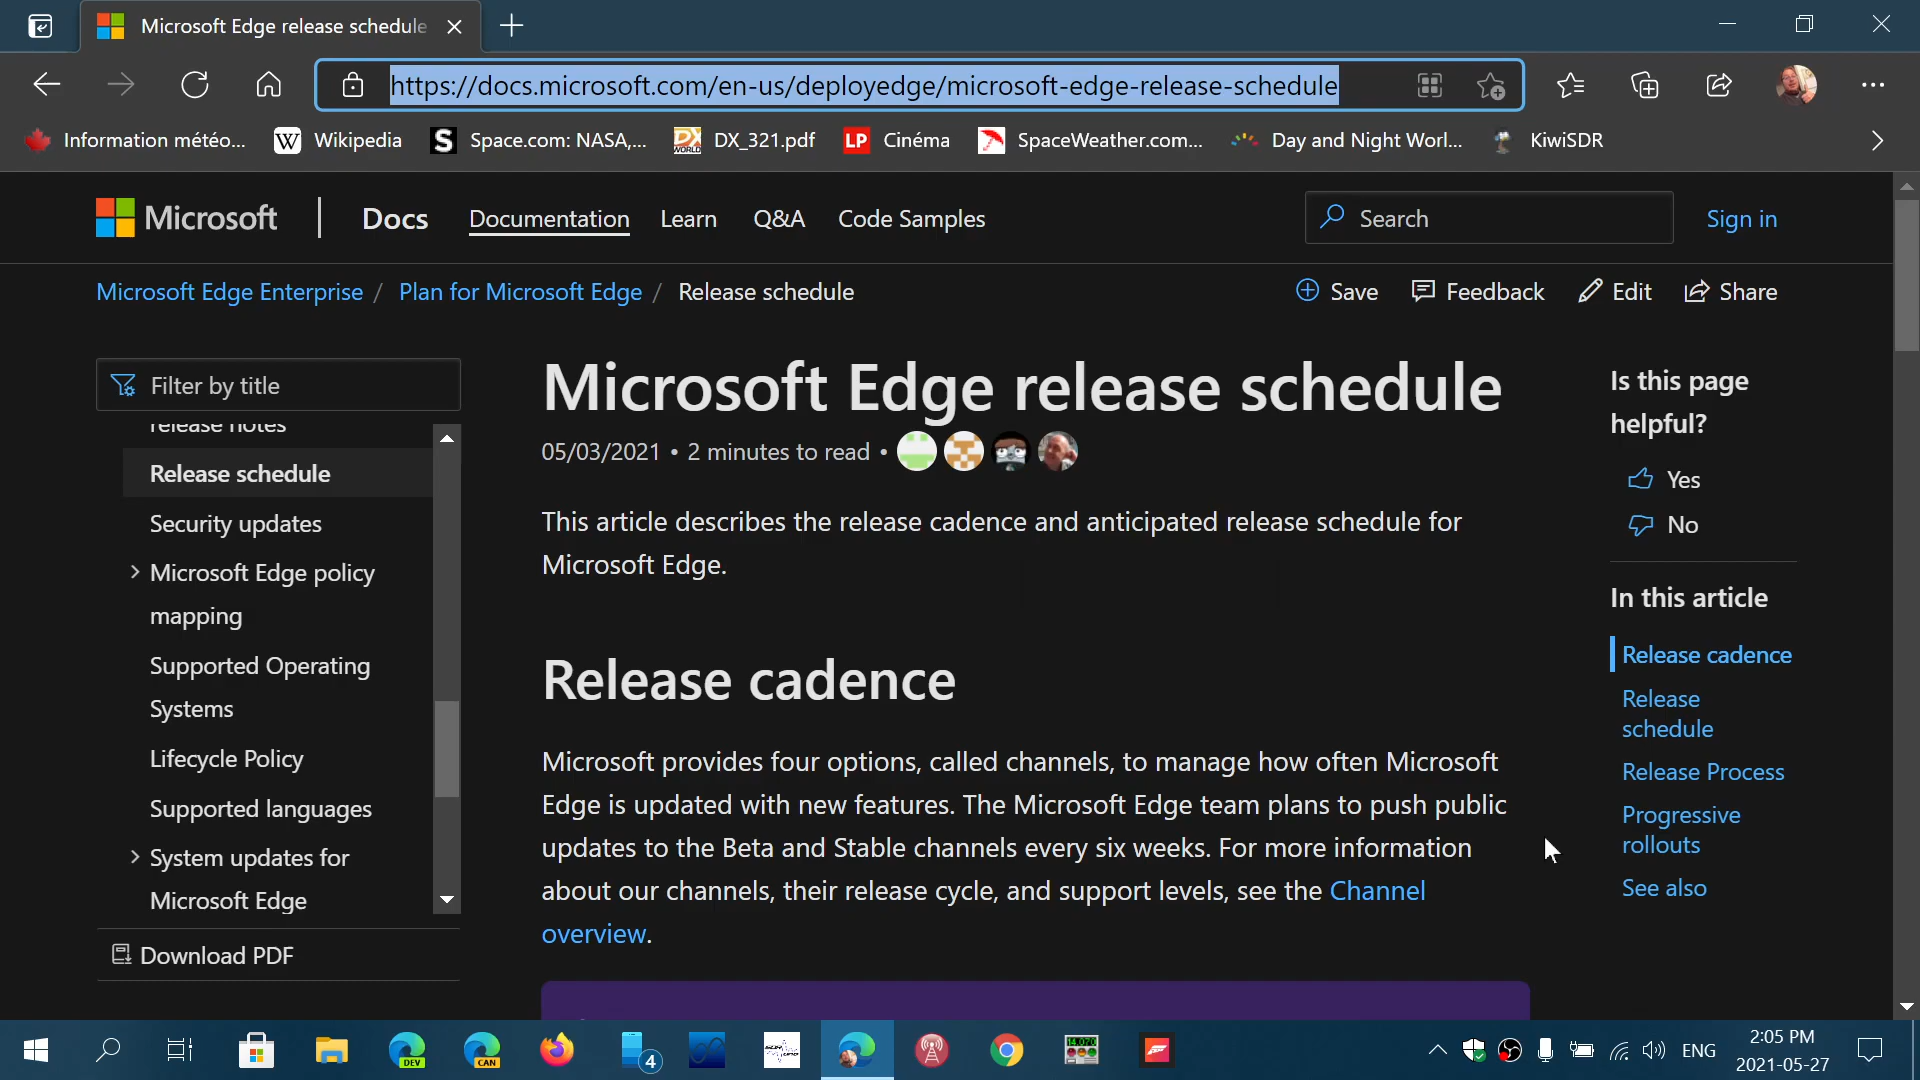 Microsoft Edge release schedule
https://docs.microsoft.com/en-us/deployedge/microsoft-edge-release-schedule
Information météo... Wikipedia Space.com: NASA,... DX_321.pdf Cinéma SpaceWeather.com... Day and Night Worl... KiwiSDR
Microsoft Docs Documentation Learn Q&A Code Samples Search Sign in
Microsoft Edge Enterprise / Plan for Microsoft Edge / Release schedule Save Feedback Edit Share
Filter by title
release notes
Release schedule
Security updates
Microsoft Edge policy
mapping
Supported Operating
Systems
Lifecycle Policy
Supported languages
System updates for
Microsoft Edge
Download PDF
Microsoft Edge release schedule
05/03/2021 • 2 minutes to read •
This article describes the release cadence and anticipated release schedule for
Microsoft Edge.
Release cadence
Microsoft provides four options, called channels, to manage how often Microsoft
Edge is updated with new features. The Microsoft Edge team plans to push public
updates to the Beta and Stable channels every six weeks. For more information
about our channels, their release cycle, and support levels, see the Channel
overview.
Is this page
helpful?
Yes
No
In this article
Release cadence
Release
schedule
Release Process
Progressive
rollouts
See also
DEV CAN 4 ENG
2:05 PM
2021-05-27